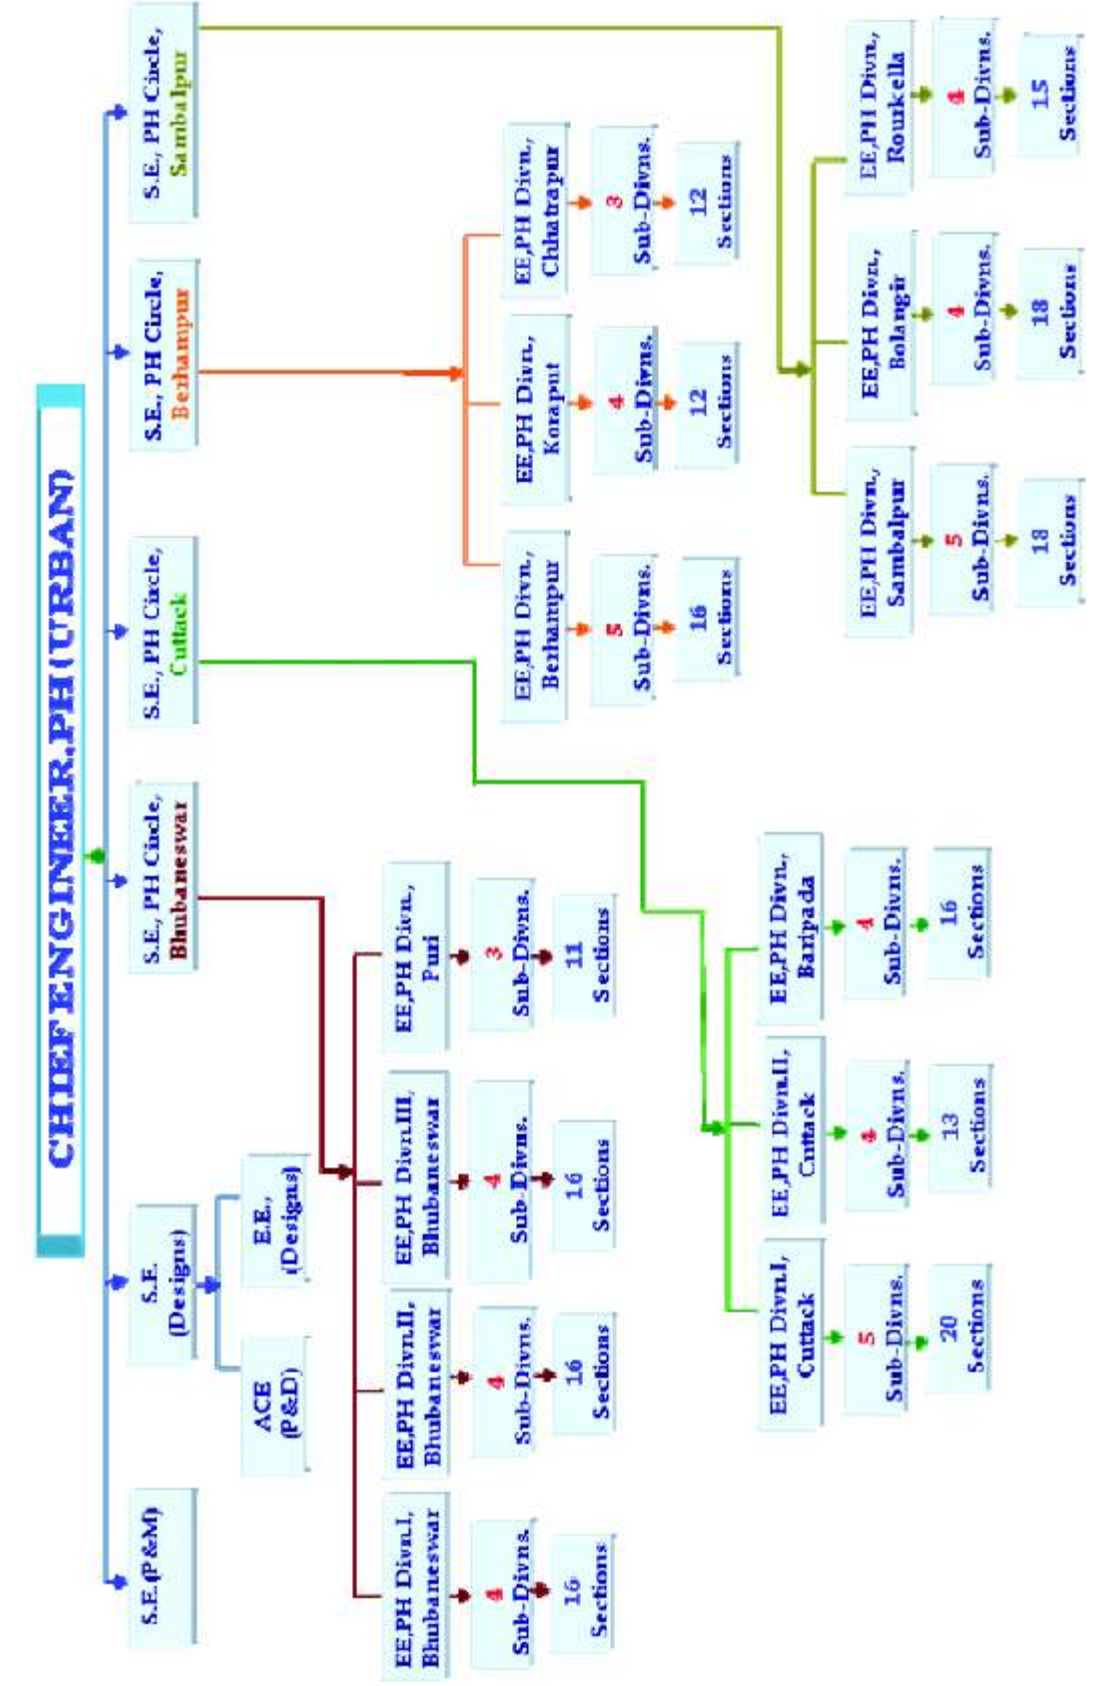 CHIEF ENGINEER,PH (URBAN)
S.E.(P&M)
S.E.
(Designs)
S.E., PH Circle,
Bhubaneswar
S.E., PH Circle,
Cuttack
S.E., PH Circle,
Berhampur
S.E., PH Circle,
Sambalpur
ACE
(P&D)
E.E.,
(Designs)
EE,PH Divn.I,
Bhubaneswar
4
Sub-Divns.
16
Sections
EE,PH Divn.II,
Bhubaneswar
4
Sub-Divns.
16
Sections
EE,PH Divn.III,
Bhubaneswar
4
Sub-Divns.
16
Sections
EE,PH Divn.,
Puri
3
Sub-Divns.
11
Sections
EE,PH Divn.I,
Cuttack
5
Sub-Divns.
20
Sections
EE,PH Divn.II,
Cuttack
4
Sub-Divns.
13
Sections
EE,PH Divn.,
Baripada
4
Sub-Divns.
16
Sections
EE,PH Divn.,
Berhampur
5
Sub-Divns.
16
Sections
EE,PH Divn.,
Koraput
4
Sub-Divns.
12
Sections
EE,PH Divn.,
Chhatrapur
3
Sub-Divns.
12
Sections
EE,PH Divn.,
Sambalpur
5
Sub-Divns.
18
Sections
EE,PH Divn.,
Bolangir
4
Sub-Divns.
18
Sections
EE,PH Divn.,
Rourkella
4
Sub-Divns.
15
Sections